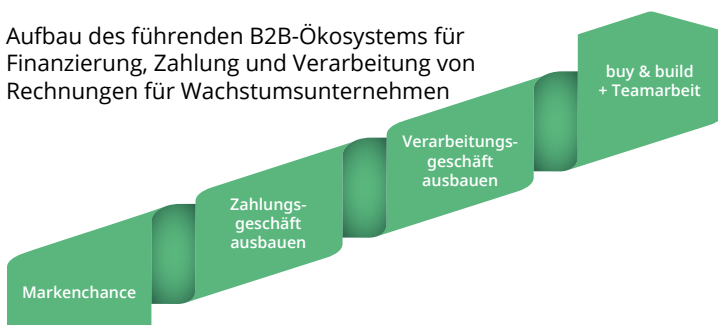 Aufbau des führenden B2B-Ökosystems für
Finanzierung, Zahlung und Verarbeitung von
Rechnungen für Wachstumsunternehmen
Markenchance
Zahlungs-
geschäft
ausbauen
Verarbeitungs-
geschäft
ausbauen
buy & build
+ Teamarbeit